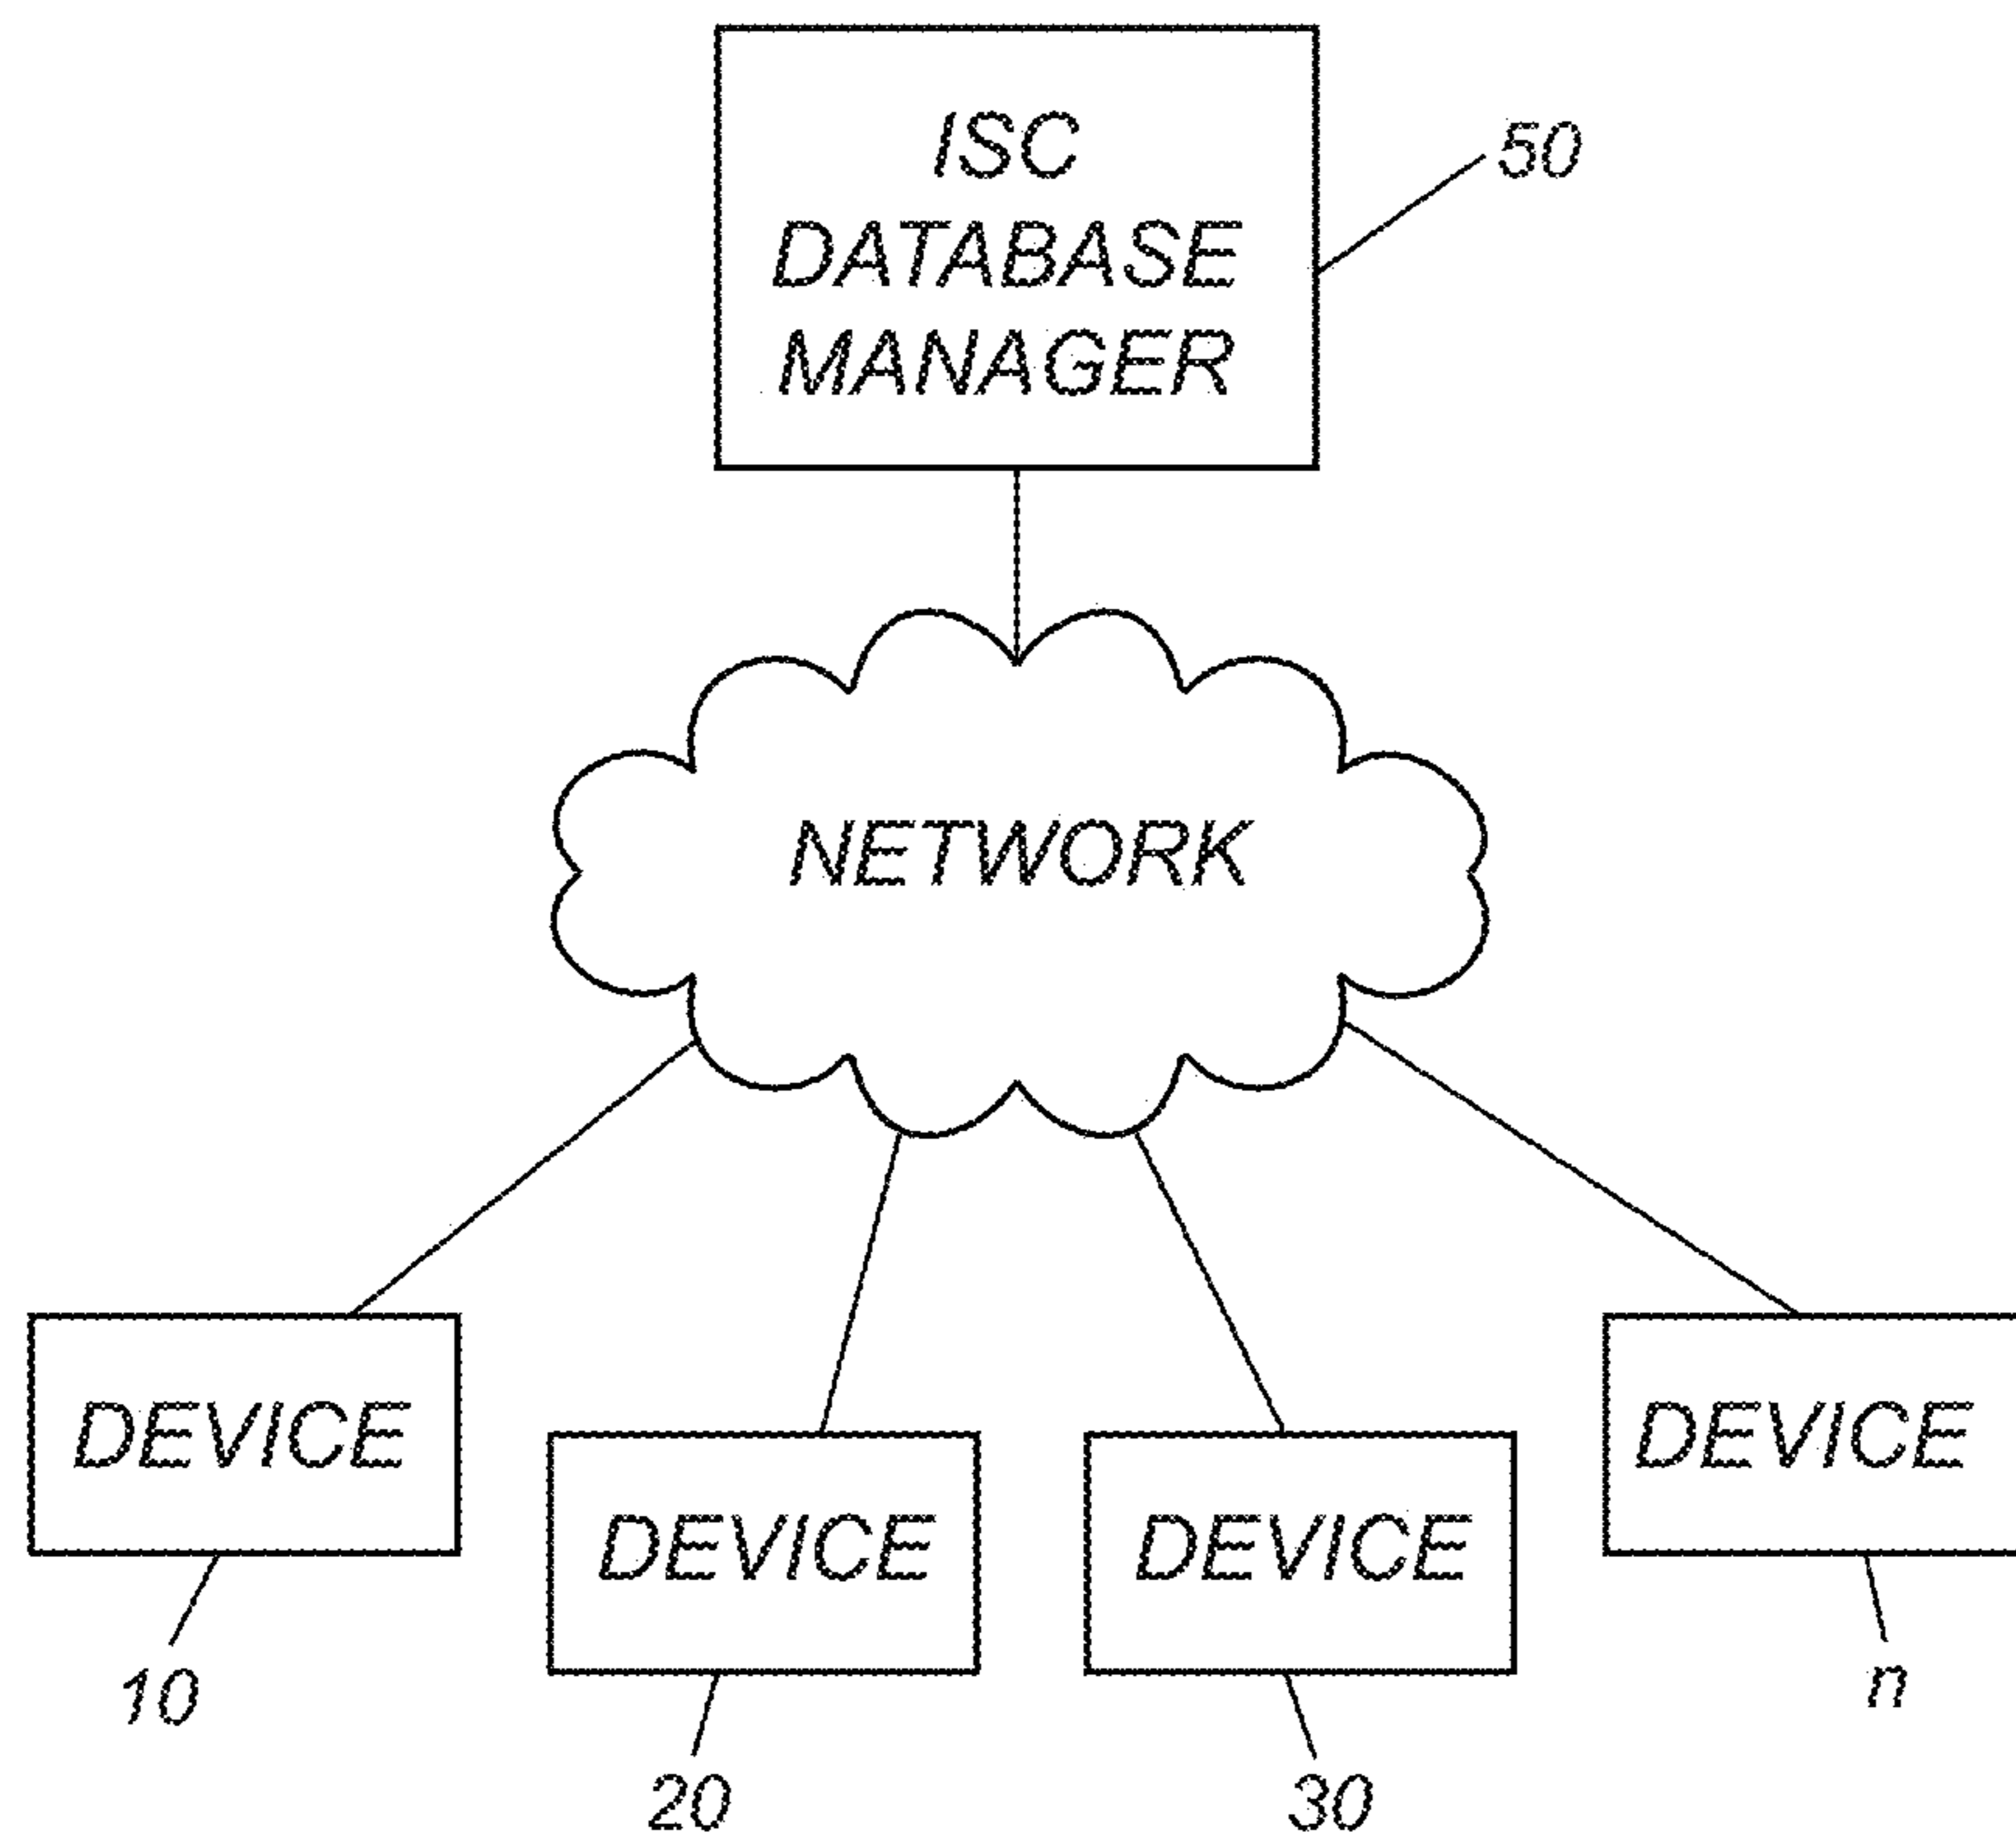 ISC
DATABASE
MANAGER
50
NETWORK
DEVICE
DEVICE
DEVICE
DEVICE
10
20
30
n